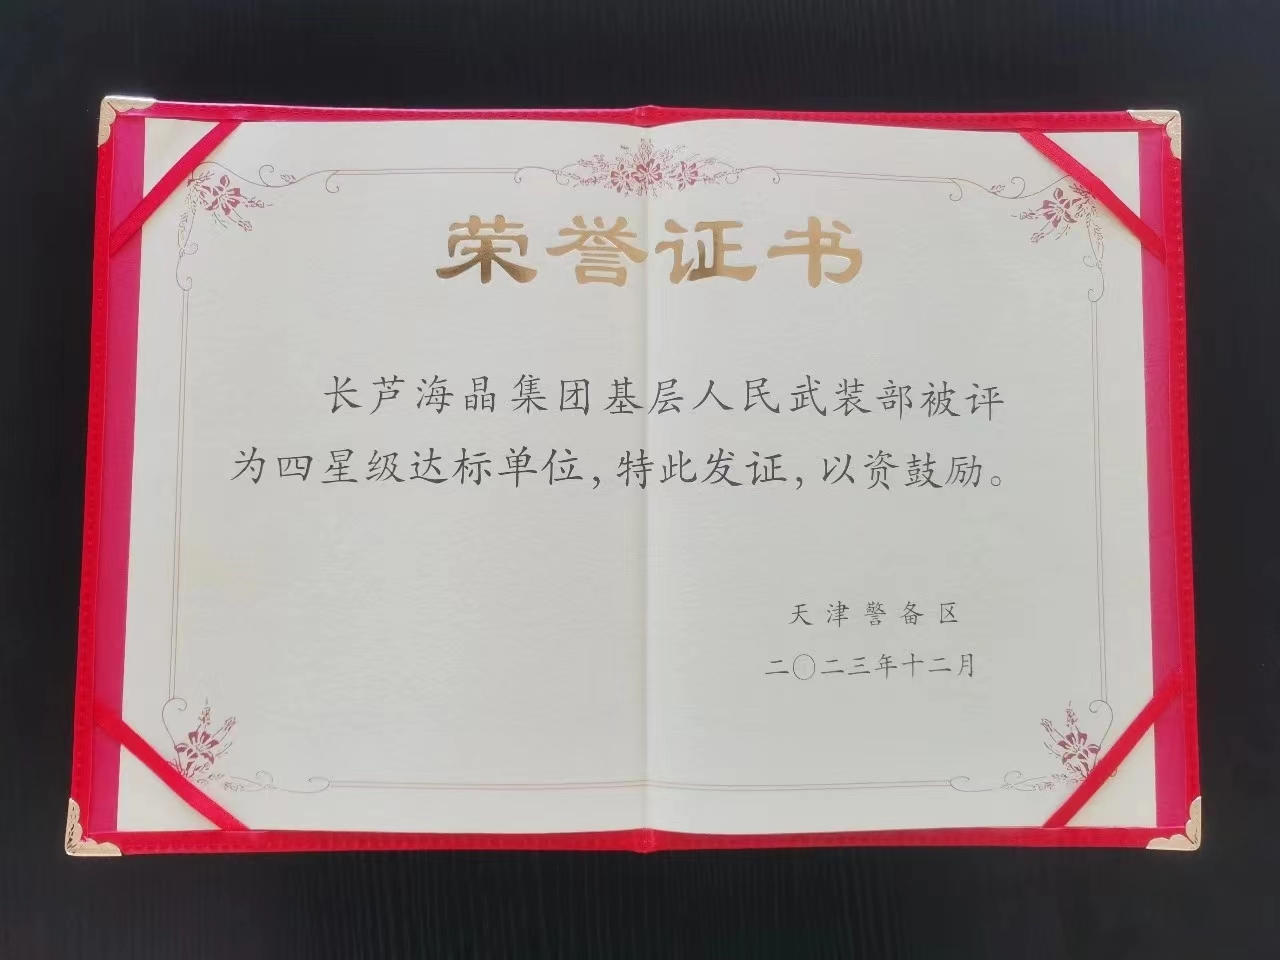 荣誉证书
长芦海晶集团基层人民武装部被评
为四星级达标单位，特此发证，以资鼓励。
天津警备区
二〇二三年十二月